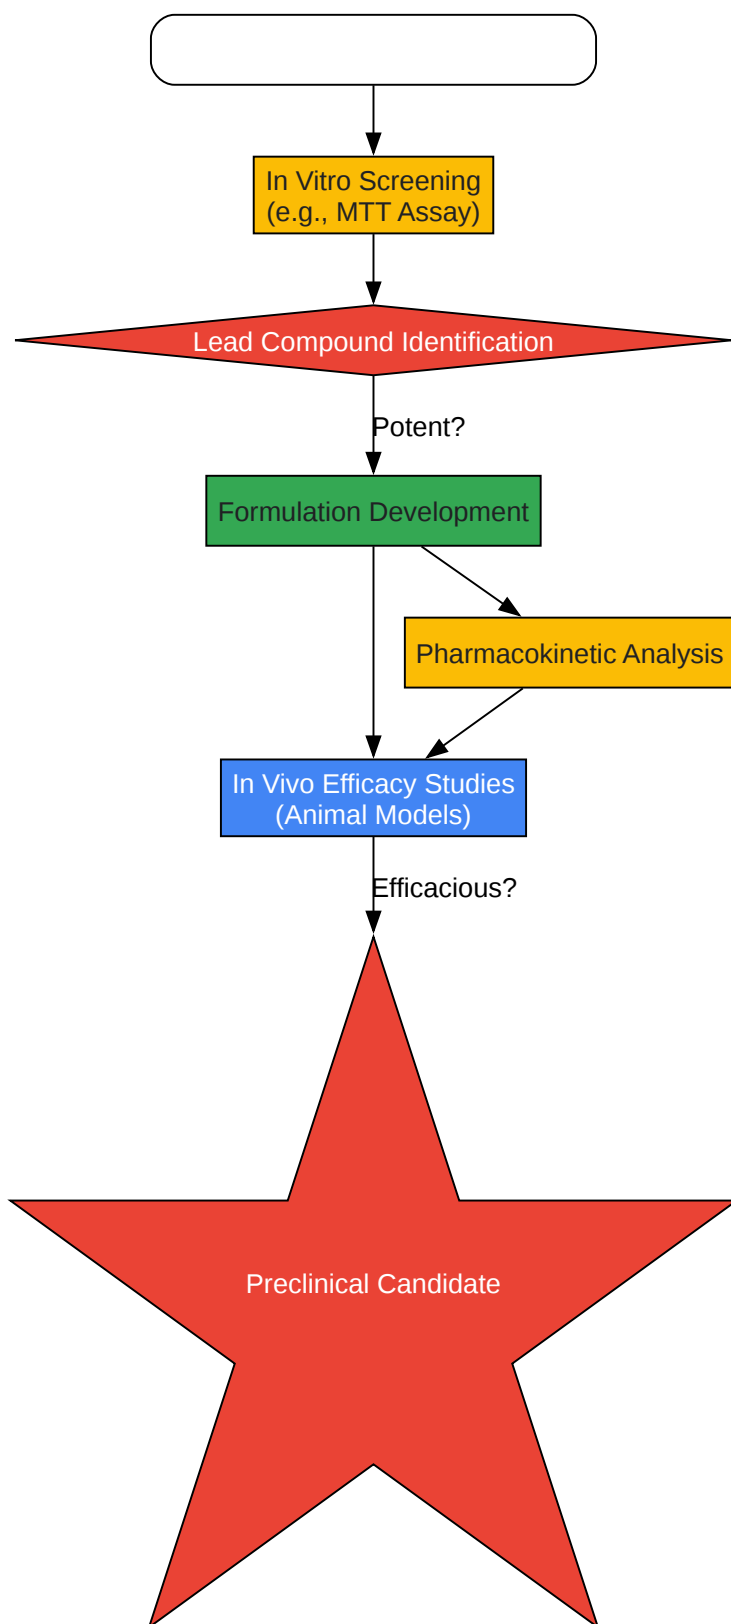 In Vitro Screening
(e.g., MTT Assay)
Lead Compound Identification
Potent?
Formulation Development
Pharmacokinetic Analysis
In Vivo Efficacy Studies
(Animal Models)
Efficacious?
Preclinical Candidate